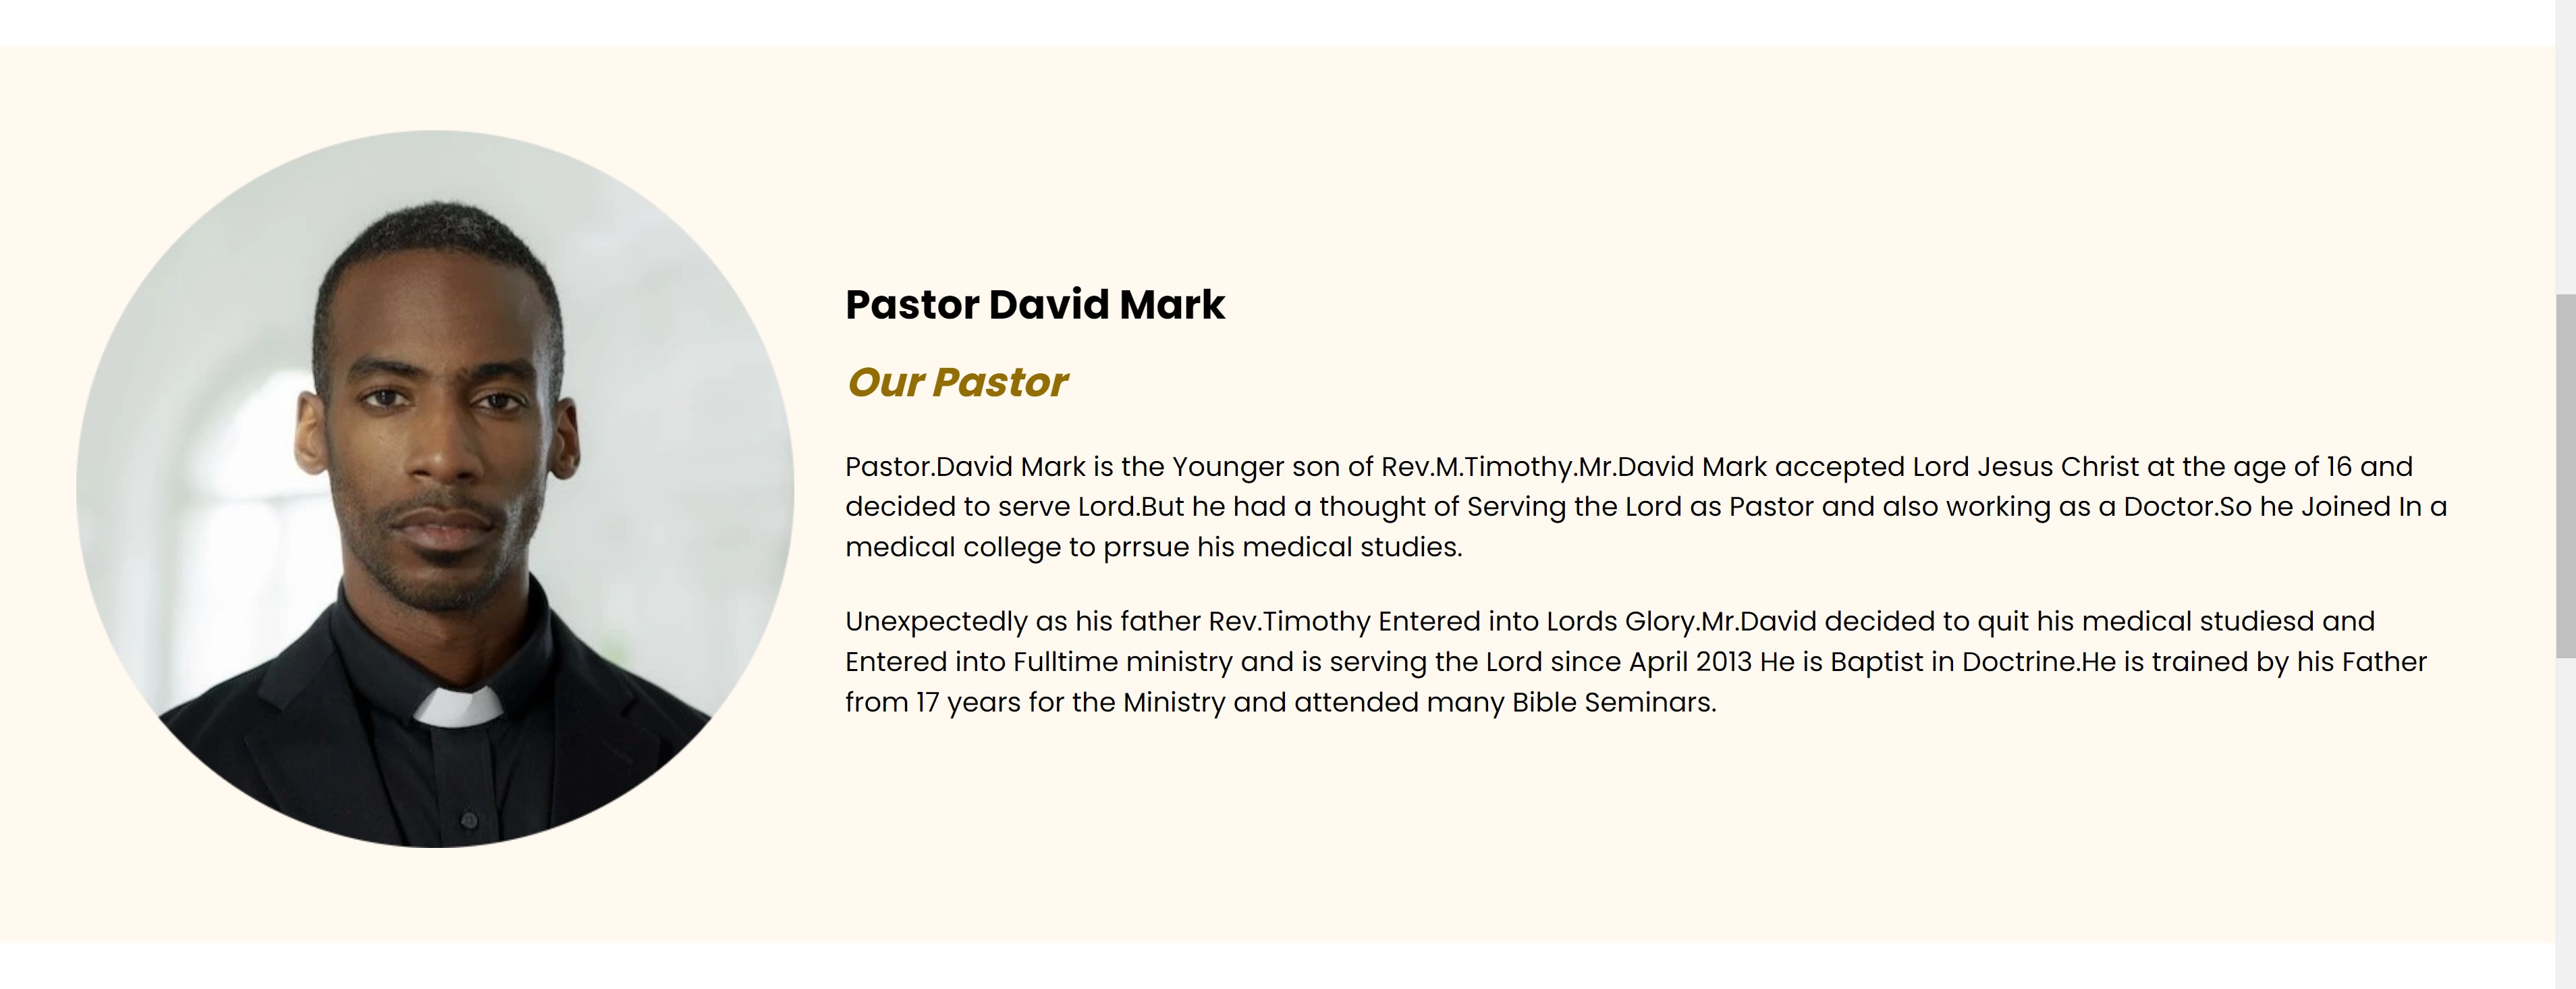 Pastor David Mark
Our Pastor
Pastor.David Mark is the Younger son of Rev.M.Timothy.Mr.David Mark accepted Lord Jesus Christ at the age of 16 and
decided to serve Lord.But he had a thought of Serving the Lord as Pastor and also working as a Doctor.So he Joined In a
medical college to prrsue his medical studies.
Unexpectedly as his father Rev.Timothy Entered into Lords Glory.Mr.David decided to quit his medical studiesd and
Entered into Fulltime ministry and is serving the Lord since April 2013 He is Baptist in Doctrine.He is trained by his Father
from 17 years for the Ministry and attended many Bible Seminars.